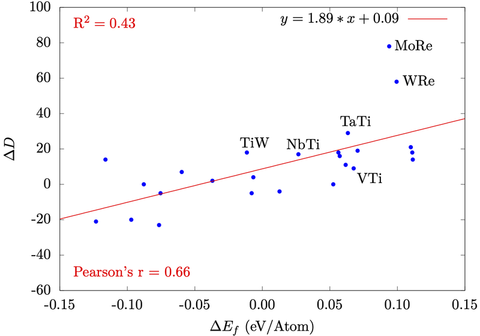 100
80
60
40
20
0
-20
-40
-60
-0.15 -0.10 -0.05 0.00 0.05 0.10 0.15
ΔD
ΔE_f (eV/Atom)
R² = 0.43
y = 1.89 * x + 0.09
MoRe
WRe
TaTi
TiW
NbTi
VTi
Pearson's r = 0.66